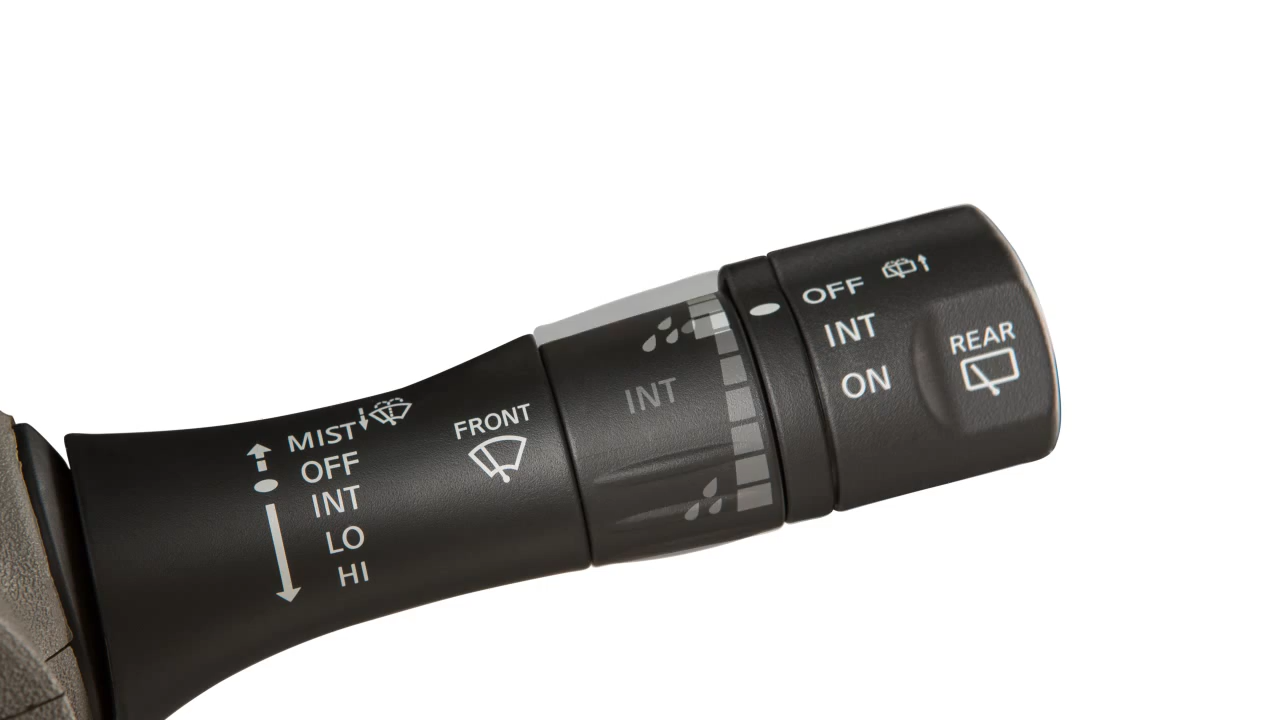 MIST
OFF
INT
LO
HI
FRONT
INT
OFF
INT
ON
REAR